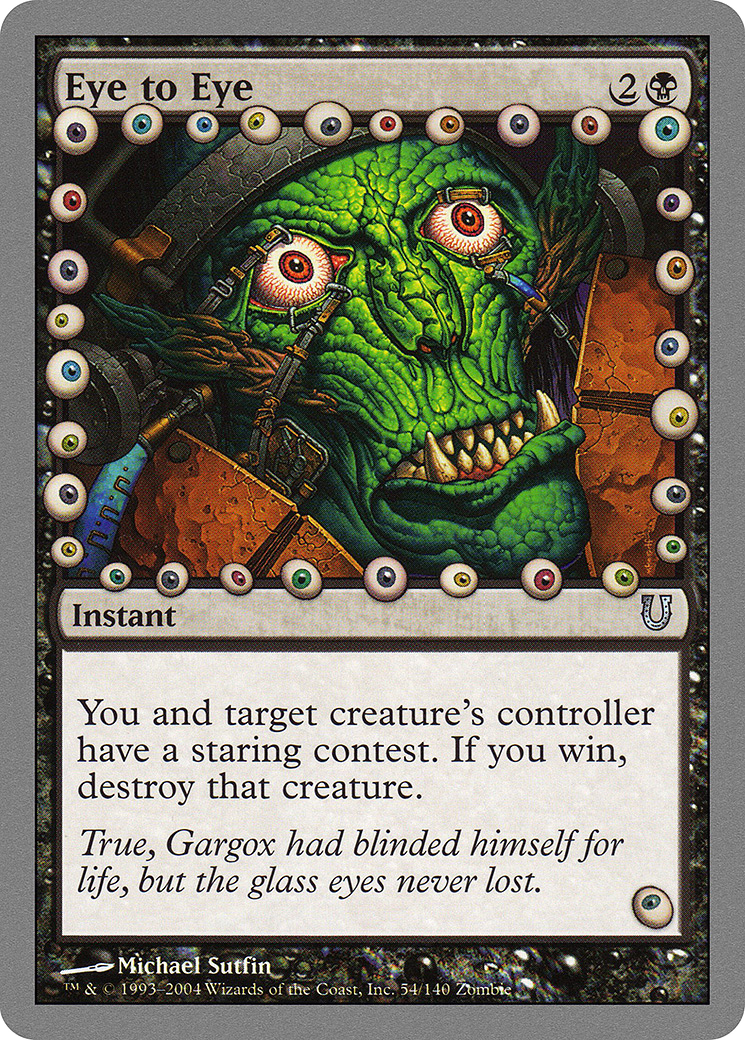 Eye to Eye 2
Instant
You and target creature's controller
have a staring contest. If you win,
destroy that creature.
True, Gargox had blinded himself for
life, but the glass eyes never lost.
Michael Sutfin
™ & © 1993–2004 Wizards of the Coast, Inc. 54/140 Zombie